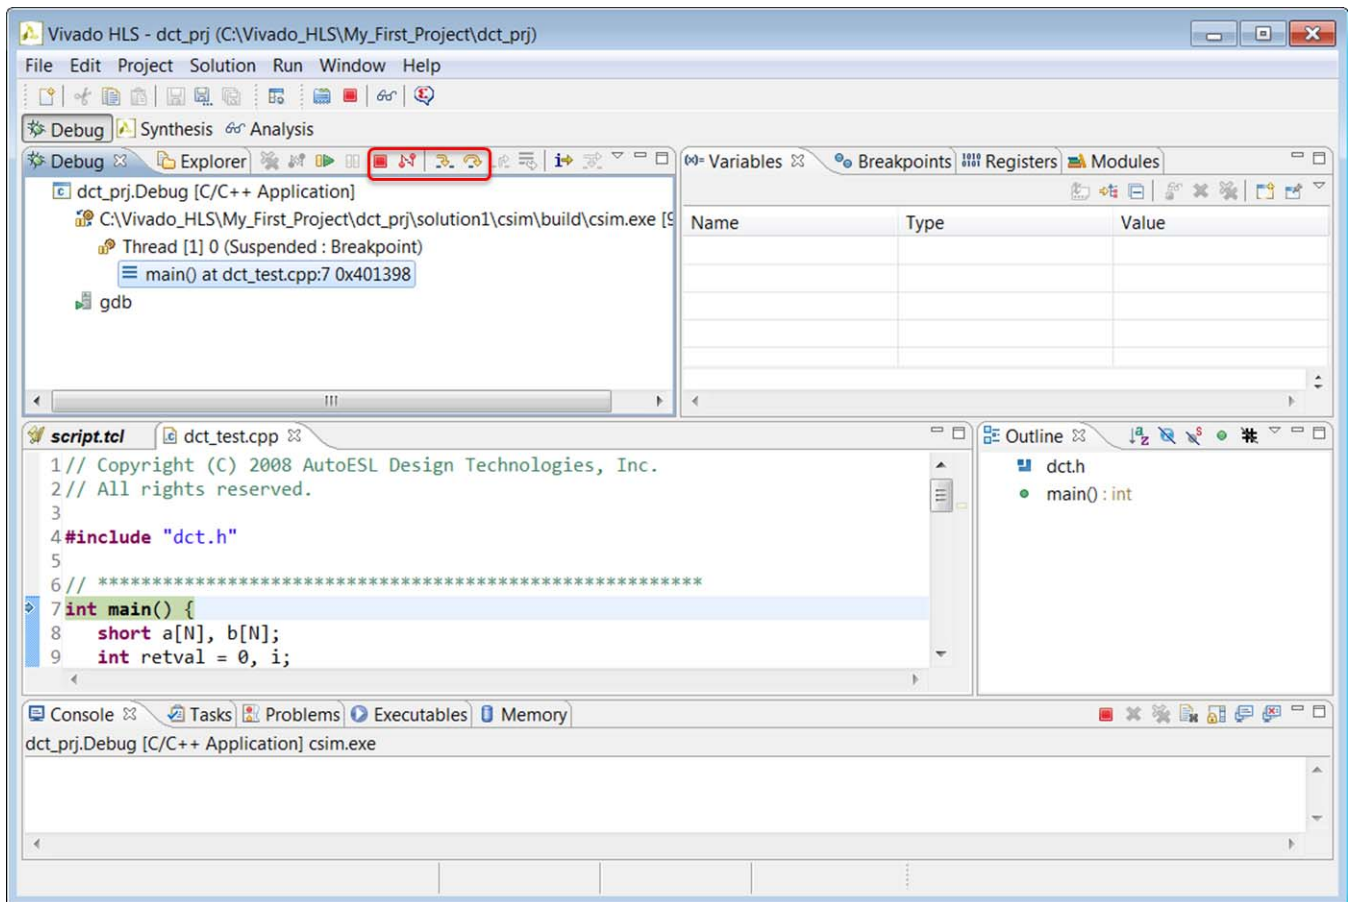 Vivado HLS - dct_prj (C:\Vivado_HLS\My_First_Project\dct_prj)
File Edit Project Solution Run Window Help
Debug Synthesis Analysis
Debug Explorer
dct_prj.Debug [C/C++ Application]
C:\Vivado_HLS\My_First_Project\dct_prj\solution1\csim\build\csim.exe [9
Thread [1] 0 (Suspended : Breakpoint)
main() at dct_test.cpp:7 0x401398
gdb
(x)= Variables Breakpoints Registers Modules
Name Type Value
script.tcl dct_test.cpp
1 // Copyright (C) 2008 AutoESL Design Technologies, Inc.
2 // All rights reserved.
3
4 #include "dct.h"
5
6 // ********************************************************
7 int main() {
8 short a[N], b[N];
9 int retval = 0, i;
Outline
dct.h
main() : int
Console Tasks Problems Executables Memory
dct_prj.Debug [C/C++ Application] csim.exe